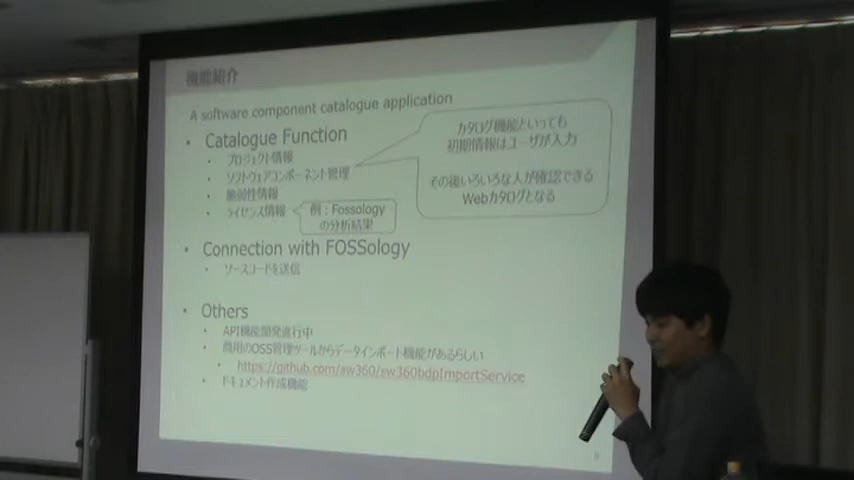 機能紹介
A software component catalogue application
• Catalogue Function
• プロジェクト情報
• ソフトウェアコンポーネント管理
• 脆弱性情報
• ライセンス情報
例：Fossology
の分析結果
カタログ機能といっても
初期情報はユーザが入力
その後いろいろな人が確認できる
Webカタログとなる
• Connection with FOSSology
• ソースコードを送信
• Others
• API機能開発進行中
• 商用のOSS管理ツールからデータインポート機能があるらしい
• https://github.com/sw360/sw360bdpImportService
• ドキュメント作成機能